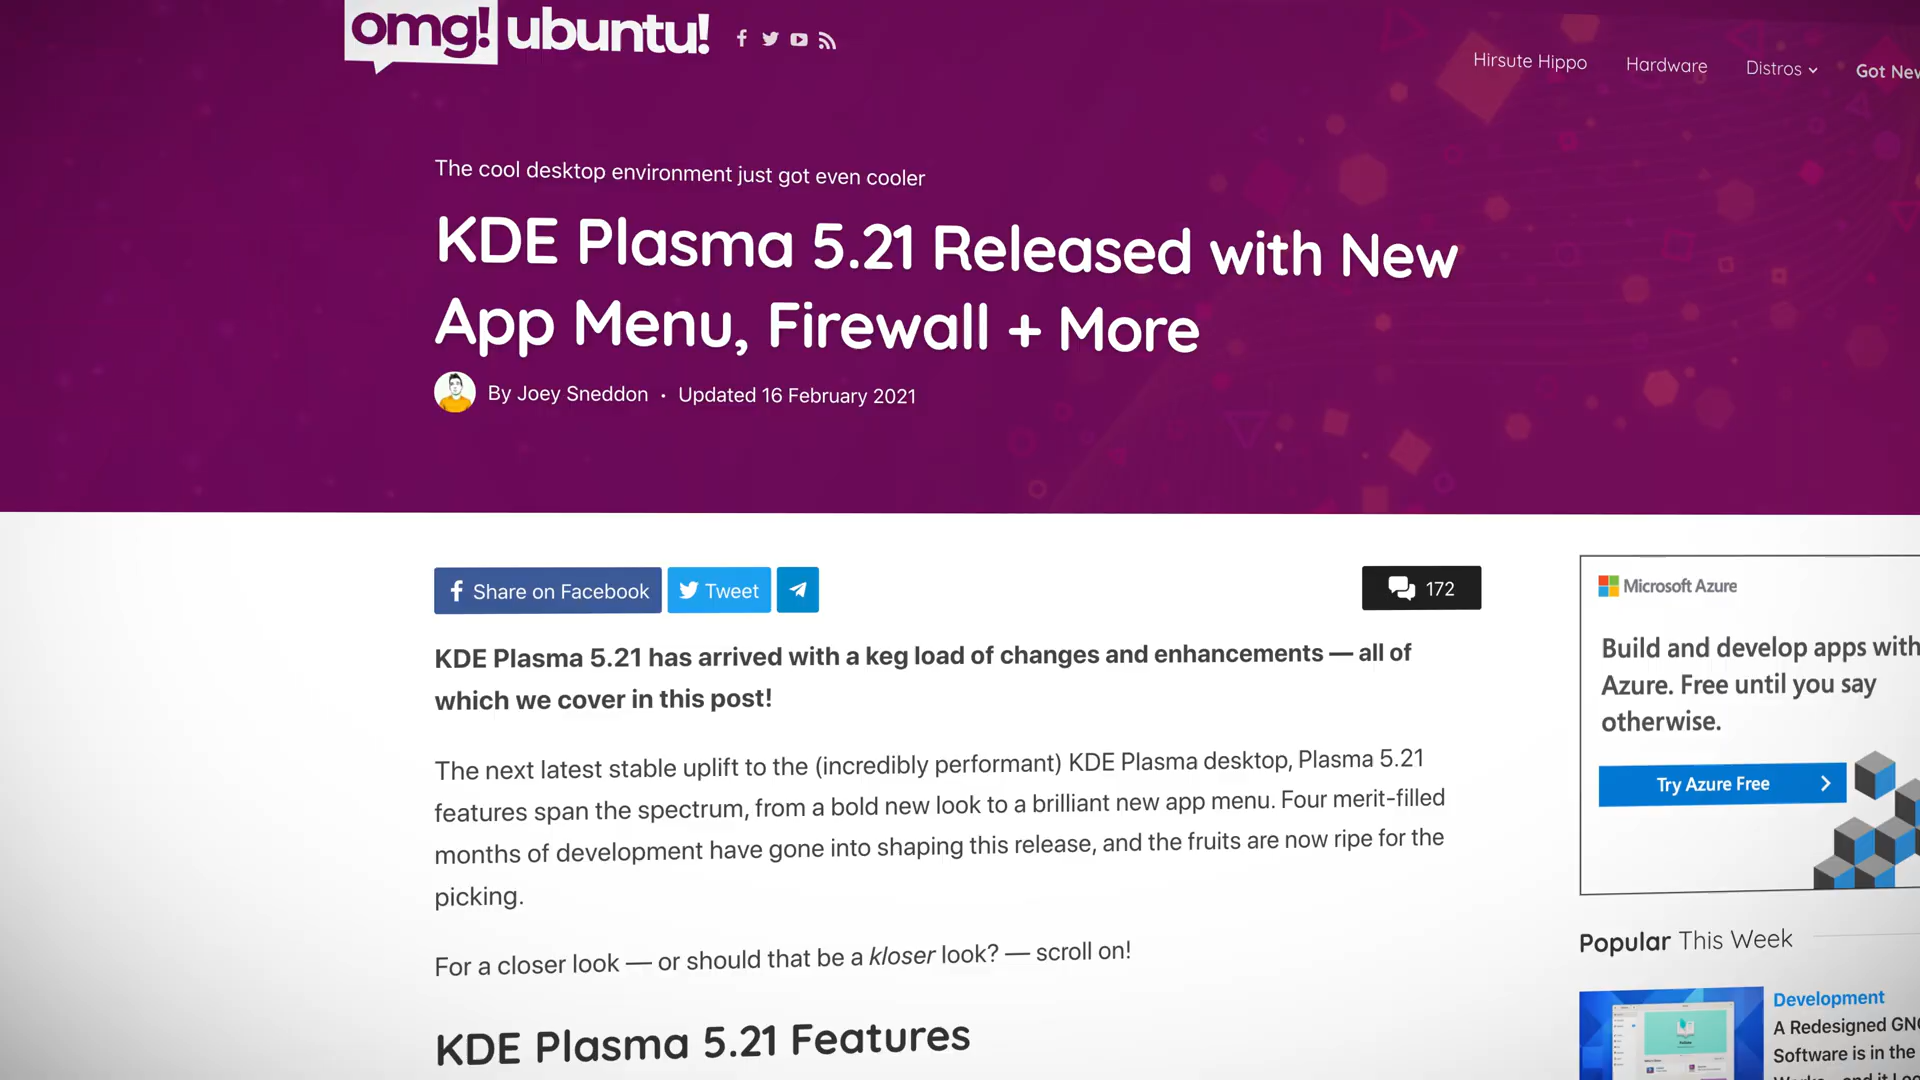 omg! ubuntu!
Hirsute Hippo Hardware Distros Got New
The cool desktop environment just got even cooler
KDE Plasma 5.21 Released with New
App Menu, Firewall + More
By Joey Sneddon · Updated 16 February 2021
Share on Facebook Tweet 172
KDE Plasma 5.21 has arrived with a keg load of changes and enhancements — all of
which we cover in this post!
The next latest stable uplift to the (incredibly performant) KDE Plasma desktop, Plasma 5.21
features span the spectrum, from a bold new look to a brilliant new app menu. Four merit-filled
months of development have gone into shaping this release, and the fruits are now ripe for the
picking.
For a closer look — or should that be a kloser look? — scroll on!
KDE Plasma 5.21 Features
Microsoft Azure
Build and develop apps with
Azure. Free until you say
otherwise.
Try Azure Free
Popular This Week
Development
A Redesigned GNO
Software is in the